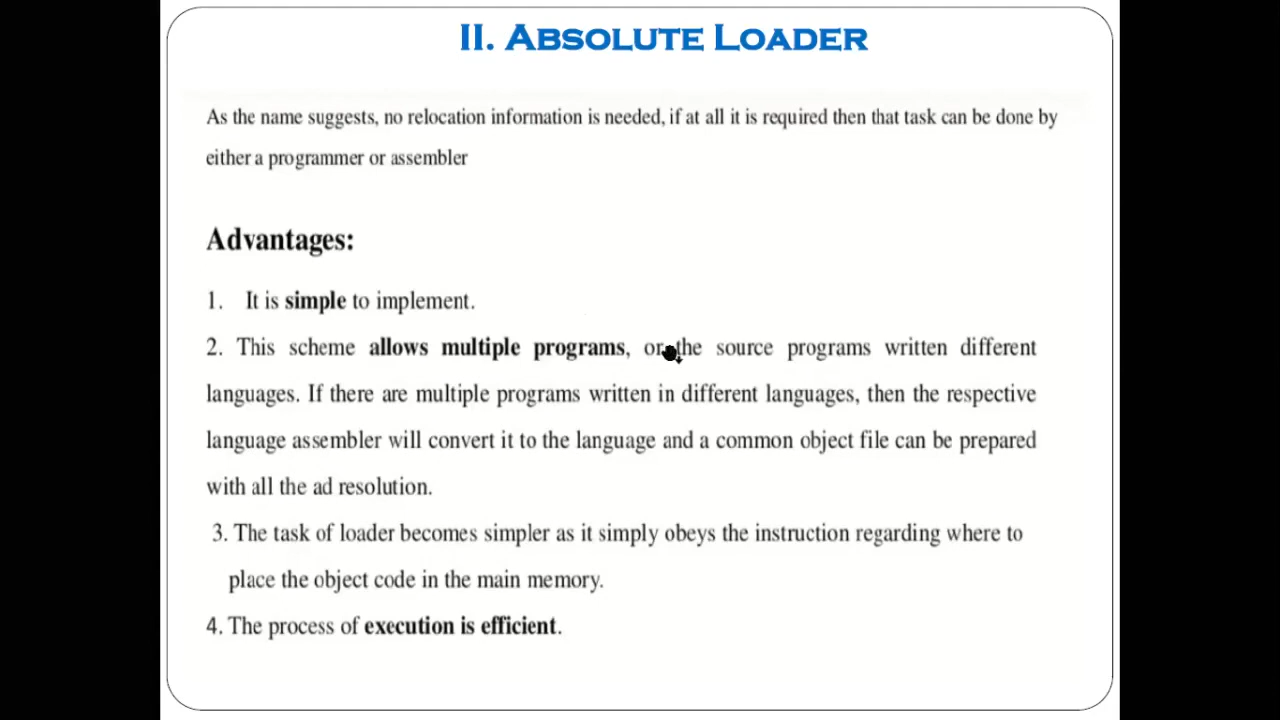 II. ABSOLUTE LOADER
As the name suggests, no relocation information is needed, if at all it is required then that task can be done by
either a programmer or assembler
Advantages:
1. It is simple to implement.
2. This scheme allows multiple programs, or the source programs written different
languages. If there are multiple programs written in different languages, then the respective
language assembler will convert it to the language and a common object file can be prepared
with all the ad resolution.
3. The task of loader becomes simpler as it simply obeys the instruction regarding where to
place the object code in the main memory.
4. The process of execution is efficient.